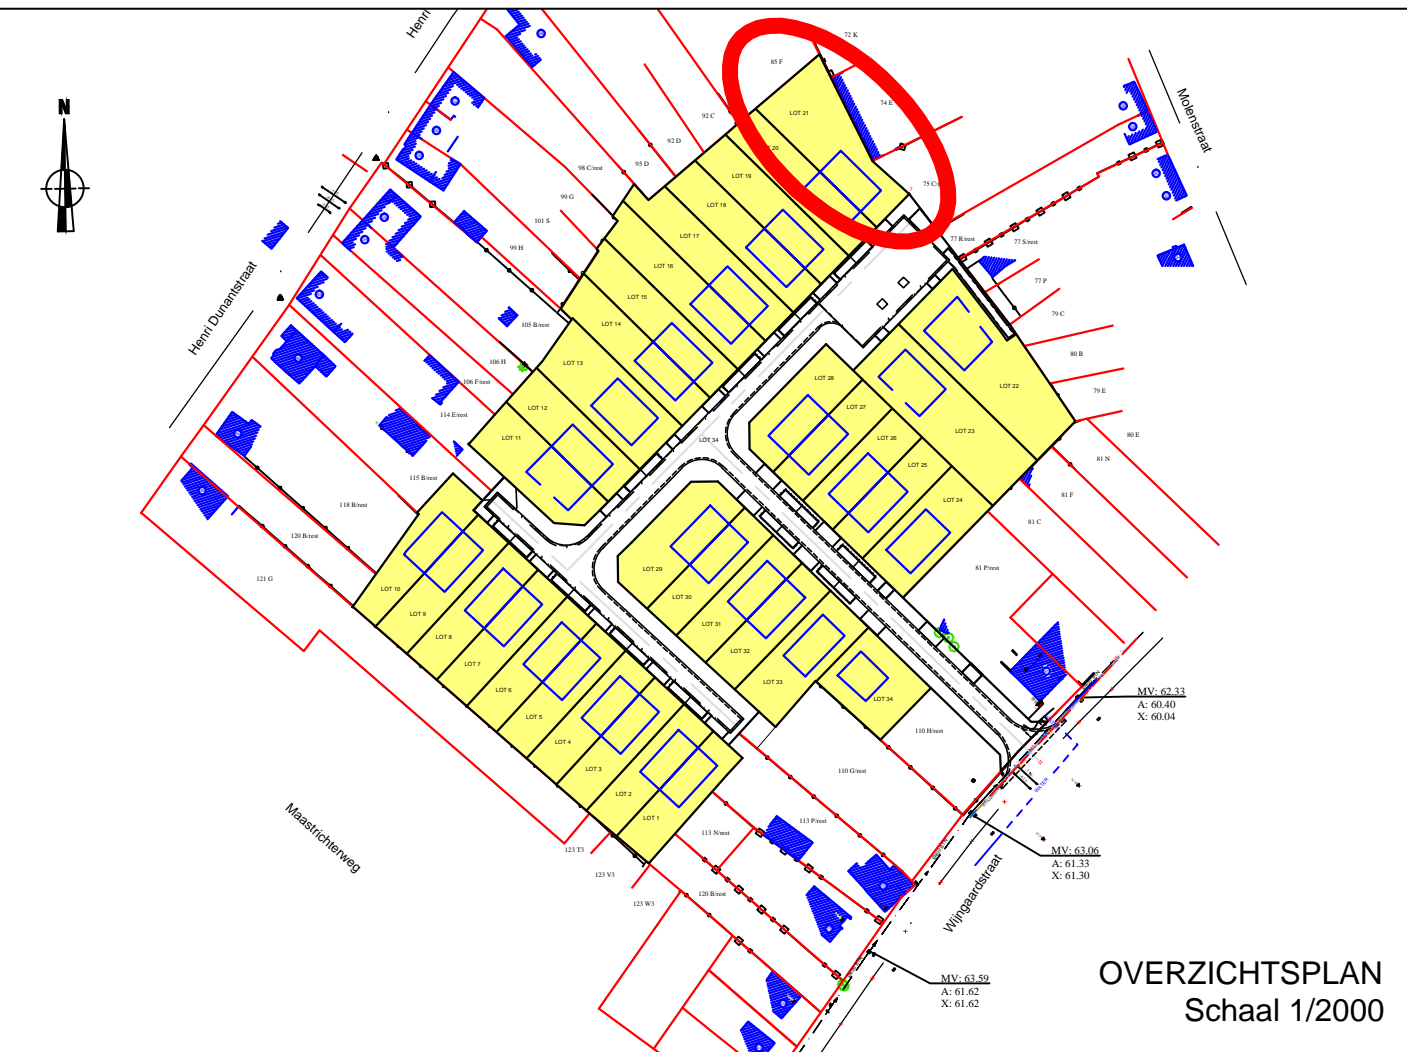 N
Henri
Henri Dunantstraat
Molenstraat
Maastrichterweg
Wijngaardstraat
72 K
85 F
74 E
92 C
92 D
95 D
98 C/rest
99 G
101 S
99 H
105 B/rest
106 H
106 F/rest
114 E/rest
115 B/rest
118 B/rest
120 B/rest
121 G
77 R/rest
77 S/rest
77 P
79 C
80 B
79 E
80 E
81 N
81 F
81 C
81 P/rest
110 H/rest
110 G/rest
113 P/rest
113 N/rest
120 B/rest
123 T3
123 V3
123 W3
LOT 21
LOT 19
LOT 18
LOT 17
LOT 16
LOT 15
LOT 14
LOT 13
LOT 12
LOT 11
LOT 10
LOT 9
LOT 8
LOT 7
LOT 6
LOT 5
LOT 4
LOT 3
LOT 2
LOT 1
LOT 22
LOT 23
LOT 24
LOT 25
LOT 26
LOT 27
LOT 28
LOT 34
LOT 29
LOT 30
LOT 31
LOT 32
LOT 33
LOT 34
WATER
MV: 62.33
A: 60.40
X: 60.04
MV: 63.06
A: 61.33
X: 61.30
MV: 63.59
A: 61.62
X: 61.62
OVERZICHTSPLAN
Schaal 1/2000